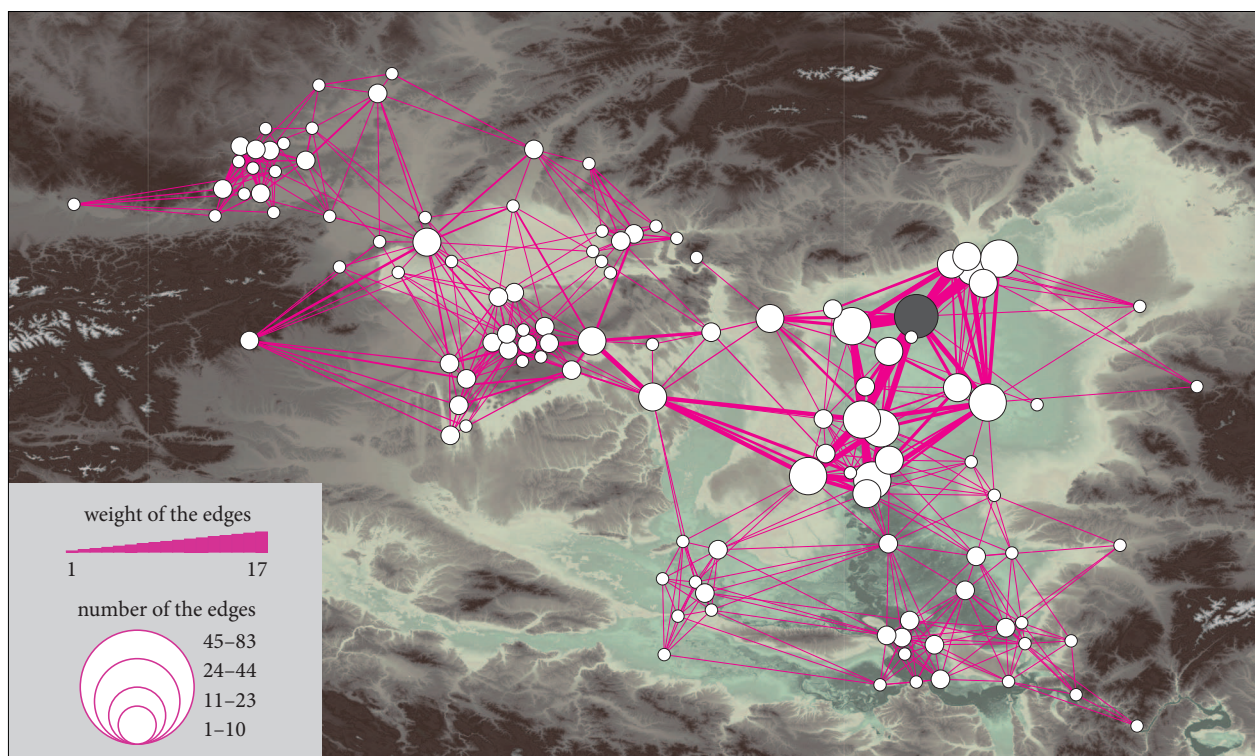 weight of the edges
1 17
number of the edges
45–83
24–44
11–23
1–10